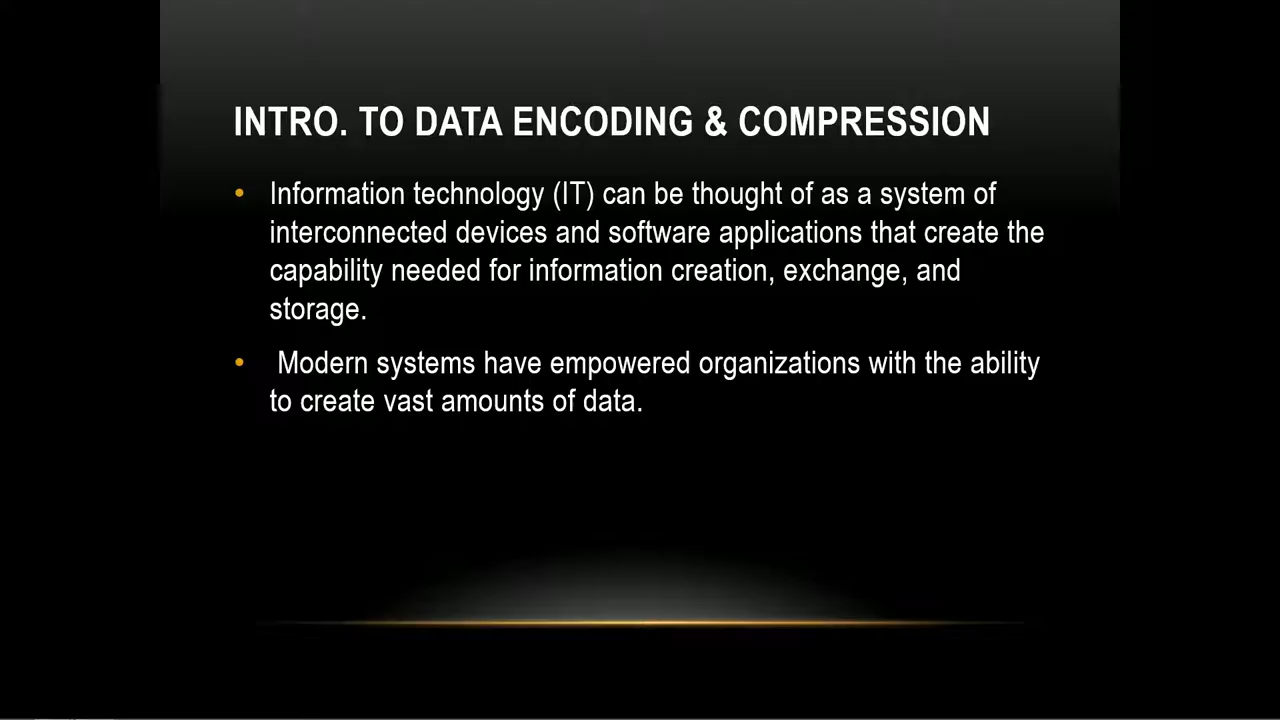 INTRO. TO DATA ENCODING & COMPRESSION
• Information technology (IT) can be thought of as a system of
interconnected devices and software applications that create the
capability needed for information creation, exchange, and
storage.
• Modern systems have empowered organizations with the ability
to create vast amounts of data.